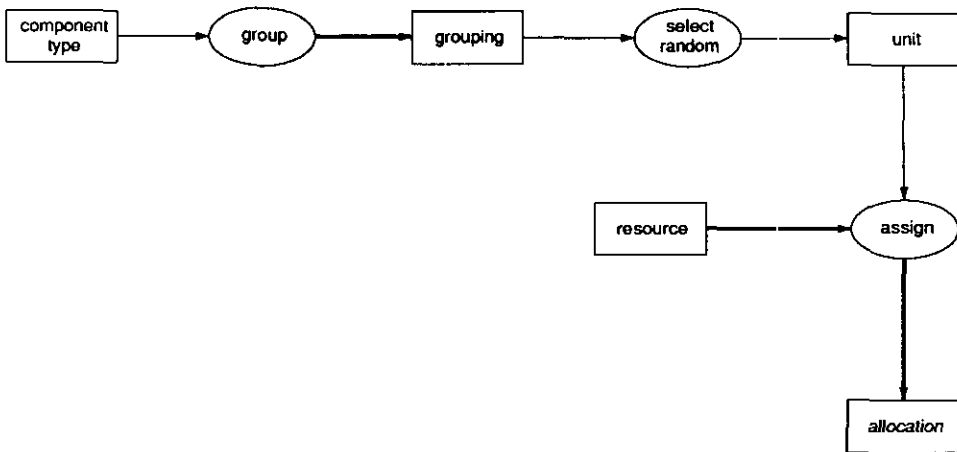 component
type
group
grouping
select
random
unit
resource
assign
allocation